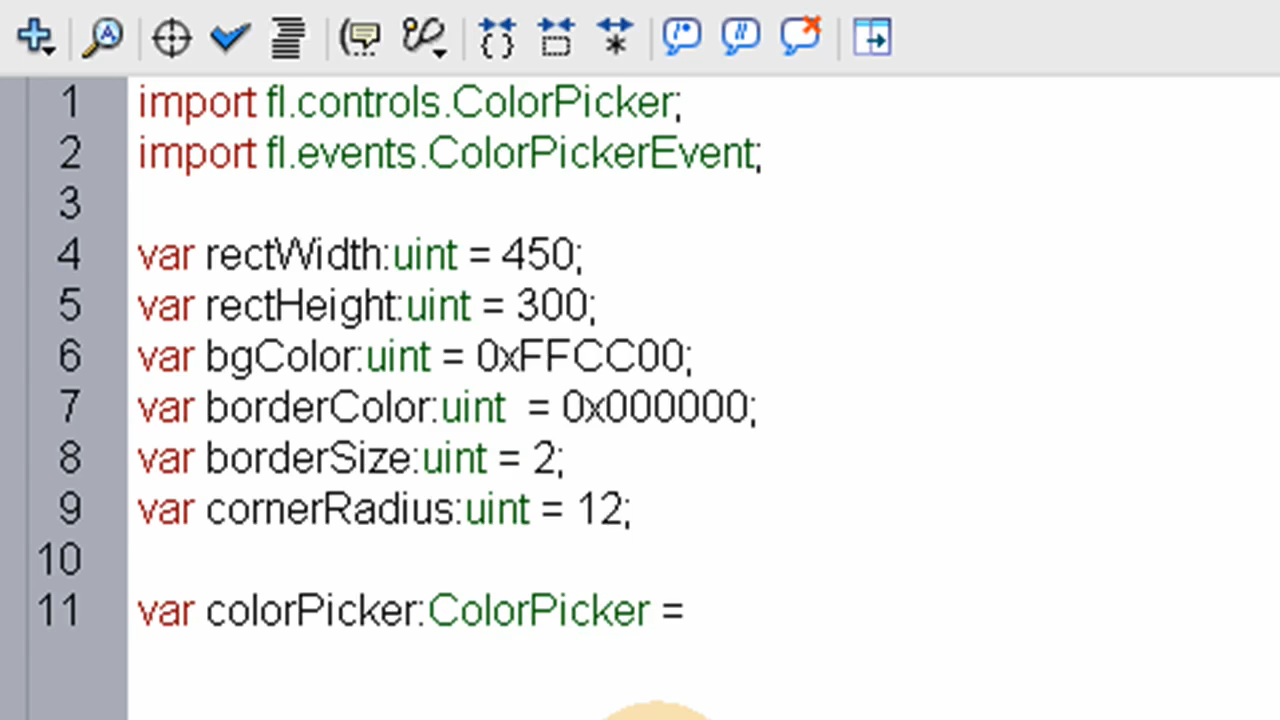 1 import fl.controls.ColorPicker;
2 import fl.events.ColorPickerEvent;
3
4 var rectWidth:uint = 450;
5 var rectHeight:uint = 300;
6 var bgColor:uint = 0xFFCC00;
7 var borderColor:uint  = 0x000000;
8 var borderSize:uint = 2;
9 var cornerRadius:uint = 12;
10
11 var colorPicker:ColorPicker =